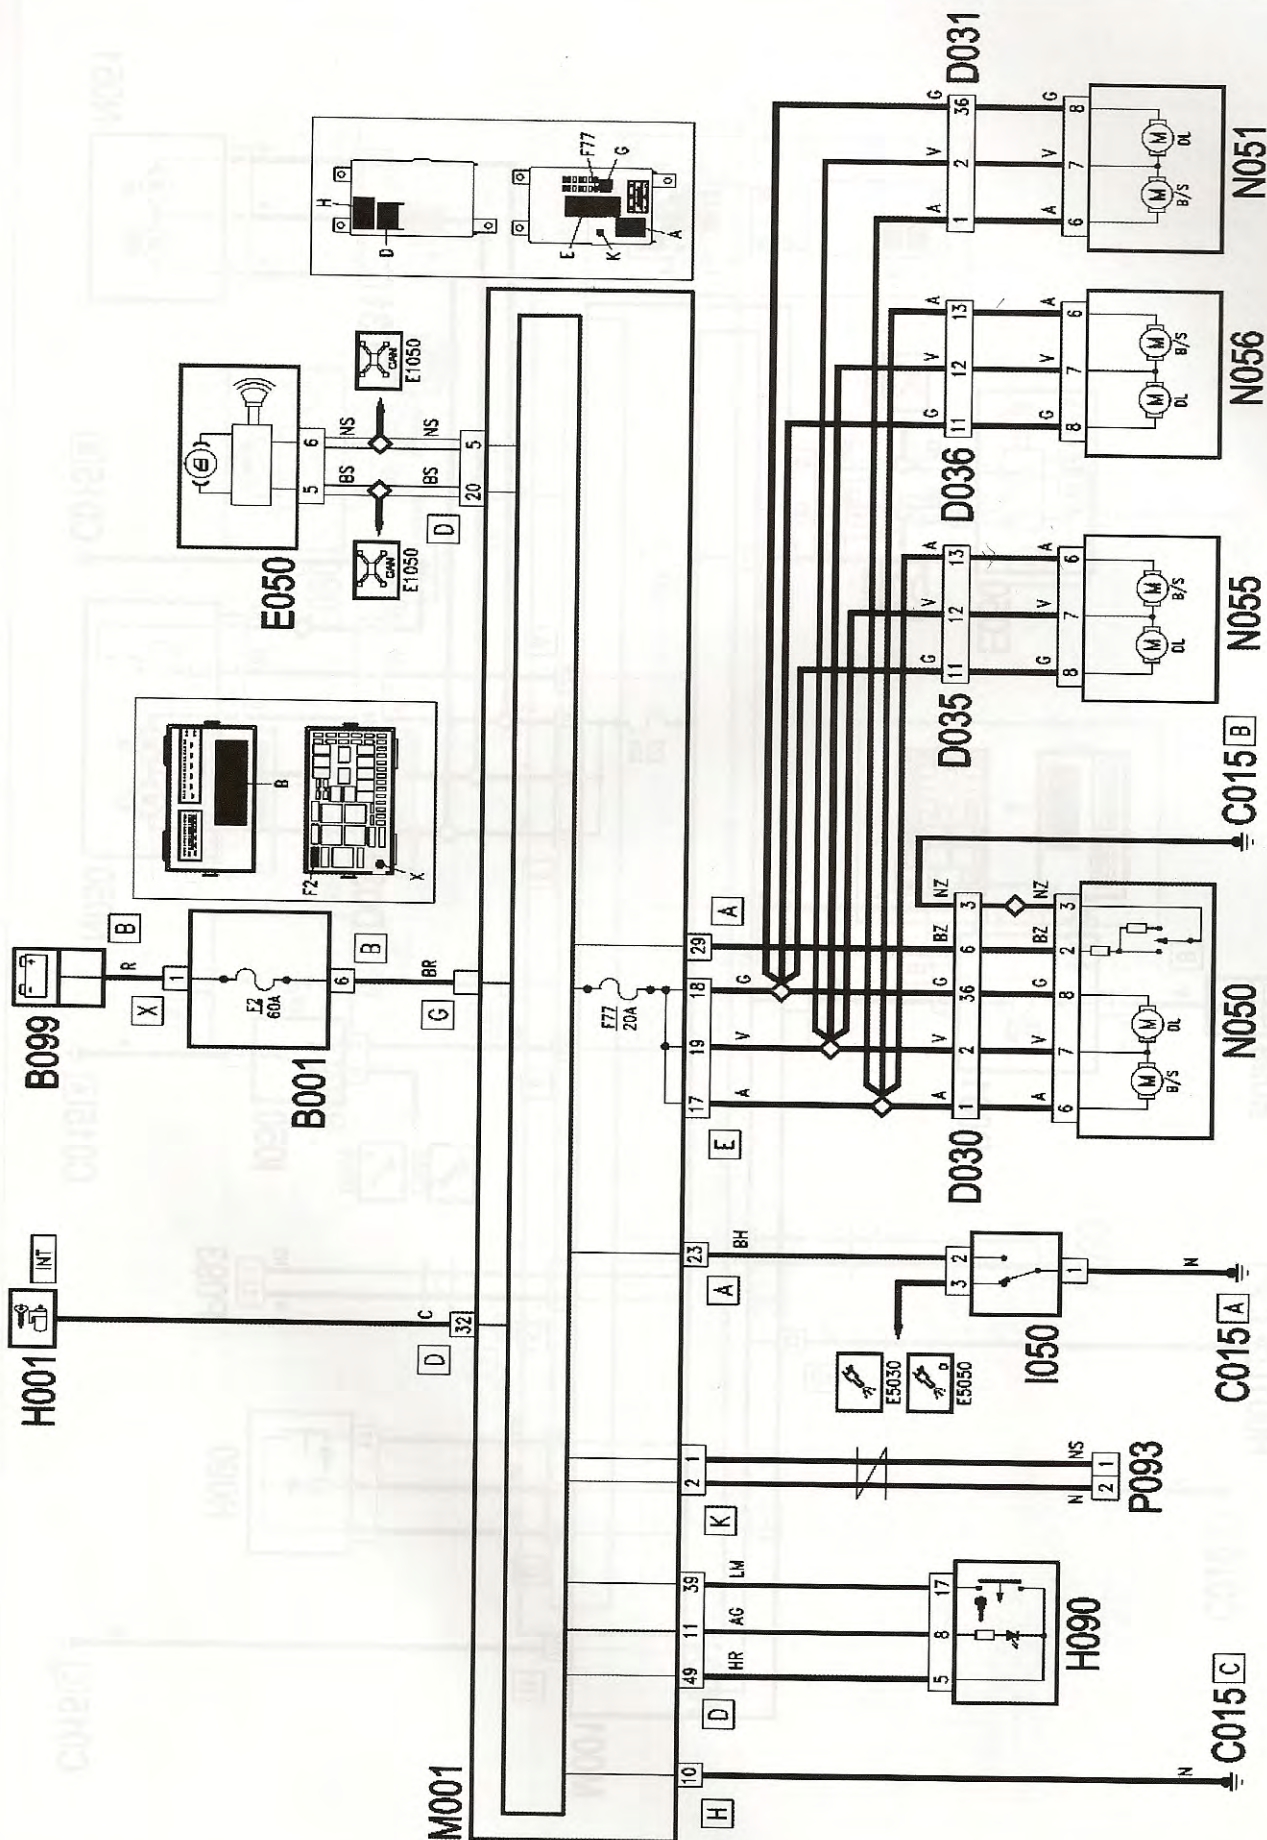 H001
INT
C
32
D
M001
B099
R
B
X
1
F2
60A
B001
6
B
BR
G
F2
B
X
E050
5
6
BS
NS
E1050
CAN
E1050
CAN
BS
NS
20
5
D
H
D
F77
G
E
K
A
10
H
N
C015 C
49
11
39
D
HR
AG
LM
5
8
17
H090
2
1
K
N
NS
2
1
P093
23
A
BH
E5030
E5050
D
3
2
I050
1
N
C015 A
F77
20A
17
19
18
29
E
A
A
V
G
BZ
A
V
G
BZ
NZ
D030
1
2
36
6
3
A
V
G
BZ
NZ
6
7
8
2
3
M
M
B/S
DL
N050
C015 B
G
V
A
D035
11
12
13
G
V
A
8
7
6
M
M
DL
B/S
N055
G
V
A
D036
11
12
13
G
V
A
8
7
6
M
M
DL
B/S
N056
A
V
G
1
2
36
D031
A
V
G
6
7
8
M
M
B/S
DL
N051